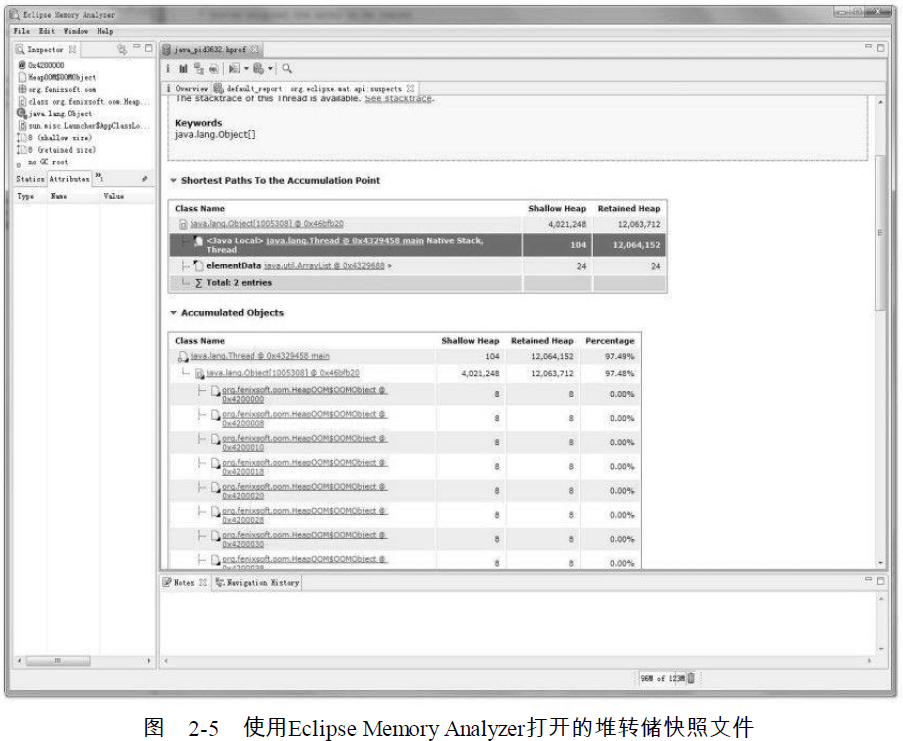 Eclipse Memory Analyzer
File Edit Window Help
Inspector
0x4200000
HeapOOM$OOMObject
org.fenixsoft.oom
class org.fenixsoft.oom.Heap...
java.lang.Object
sun.misc.Launcher$AppClassLo...
8 (shallow size)
8 (retained size)
no GC root
Statics Attributes
Type Name Value
java_pid3632.hprof
Overview default_report org.eclipse.mat.api:suspects
The stacktrace of this Thread is available. See stacktrace.
Keywords
java.lang.Object[]
Shortest Paths To the Accumulation Point
Class Name Shallow Heap Retained Heap
java.lang.Object[1005308] @ 0x46bfb20 4,021,248 12,063,712
<Java Local> java.lang.Thread @ 0x4329458 main Native Stack, 104 12,064,152
Thread
elementData java.util.ArrayList @ 0x4329688 » 24 24
∑ Total: 2 entries
Accumulated Objects
Class Name Shallow Heap Retained Heap Percentage
java.lang.Thread @ 0x4329458 main 104 12,064,152 97.49%
java.lang.Object[1005308] @ 0x46bfb20 4,021,248 12,063,712 97.48%
org.fenixsoft.oom.HeapOOM$OOMObject @ 8 8 0.00%
0x4200000
org.fenixsoft.oom.HeapOOM$OOMObject @ 8 8 0.00%
0x4200008
org.fenixsoft.oom.HeapOOM$OOMObject @ 8 8 0.00%
0x4200010
org.fenixsoft.oom.HeapOOM$OOMObject @ 8 8 0.00%
0x4200018
org.fenixsoft.oom.HeapOOM$OOMObject @ 8 8 0.00%
0x4200020
org.fenixsoft.oom.HeapOOM$OOMObject @ 8 8 0.00%
0x4200028
org.fenixsoft.oom.HeapOOM$OOMObject @ 8 8 0.00%
0x4200030
org.fenixsoft.oom.HeapOOM$OOMObject @ 8 8 0.00%
0x4200038
Notes Navigation History
96M of 123M
图 2-5 使用Eclipse Memory Analyzer打开的堆转储快照文件